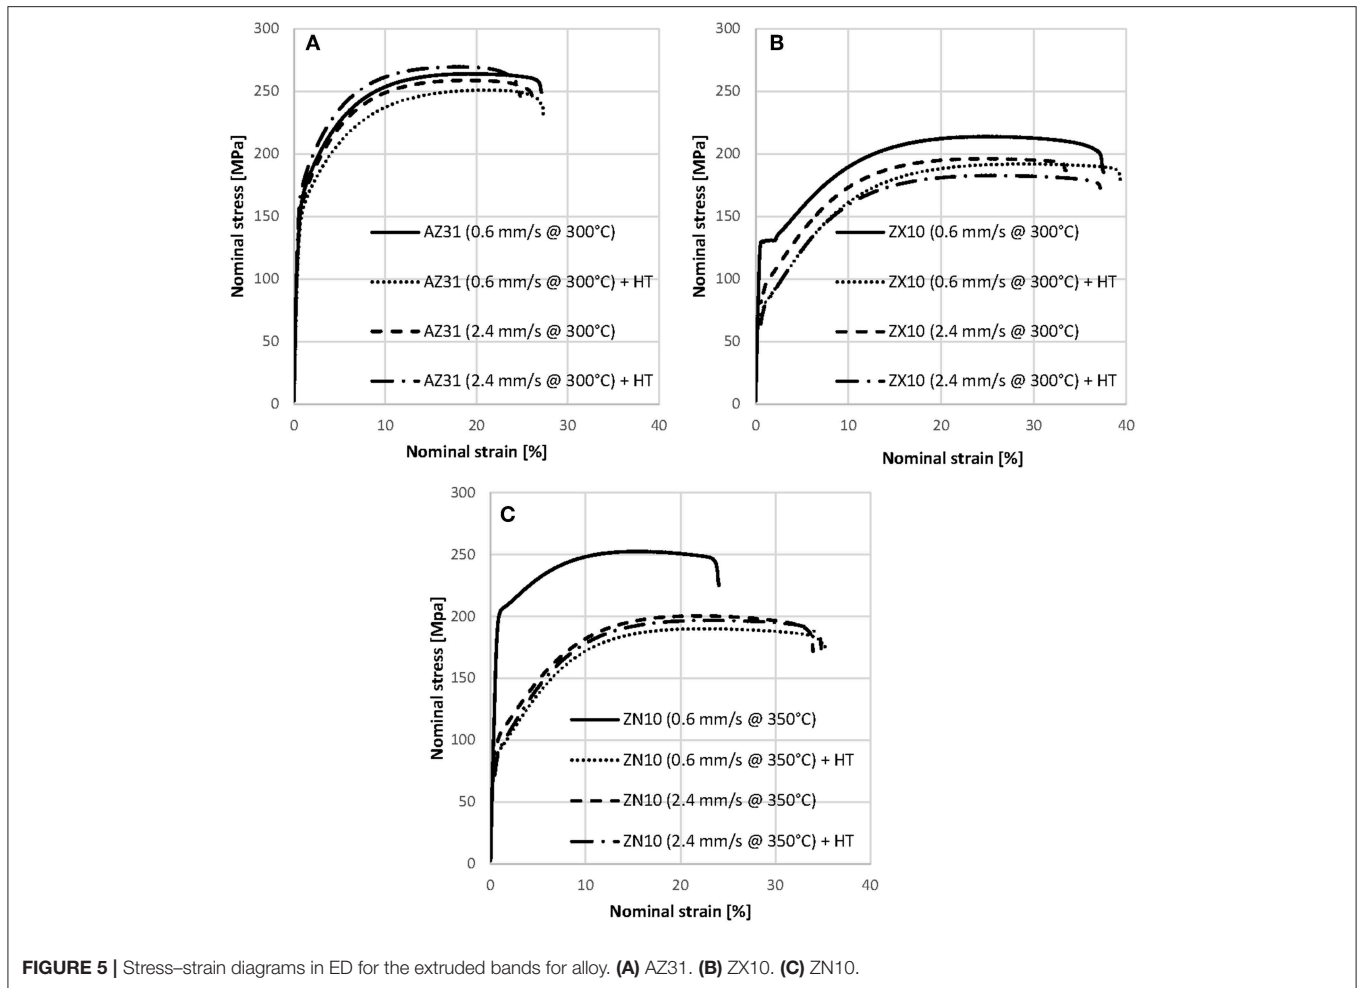 A
300
250
200
150
100
50
0
Nominal stress [MPa]
AZ31 (0.6 mm/s @ 300°C)
AZ31 (0.6 mm/s @ 300°C) + HT
AZ31 (2.4 mm/s @ 300°C)
AZ31 (2.4 mm/s @ 300°C) + HT
0 10 20 30 40
Nominal strain [%]
B
300
250
200
150
100
50
0
Nominal stress [MPa]
ZX10 (0.6 mm/s @ 300°C)
ZX10 (0.6 mm/s @ 300°C) + HT
ZX10 (2.4 mm/s @ 300°C)
ZX10 (2.4 mm/s @ 300°C) + HT
0 10 20 30 40
Nominal strain [%]
C
300
250
200
150
100
50
0
Nominal stress [Mpa]
ZN10 (0.6 mm/s @ 350°C)
ZN10 (0.6 mm/s @ 350°C) + HT
ZN10 (2.4 mm/s @ 350°C)
ZN10 (2.4 mm/s @ 350°C) + HT
0 10 20 30 40
Nominal strain [%]
FIGURE 5 | Stress–strain diagrams in ED for the extruded bands for alloy. (A) AZ31. (B) ZX10. (C) ZN10.